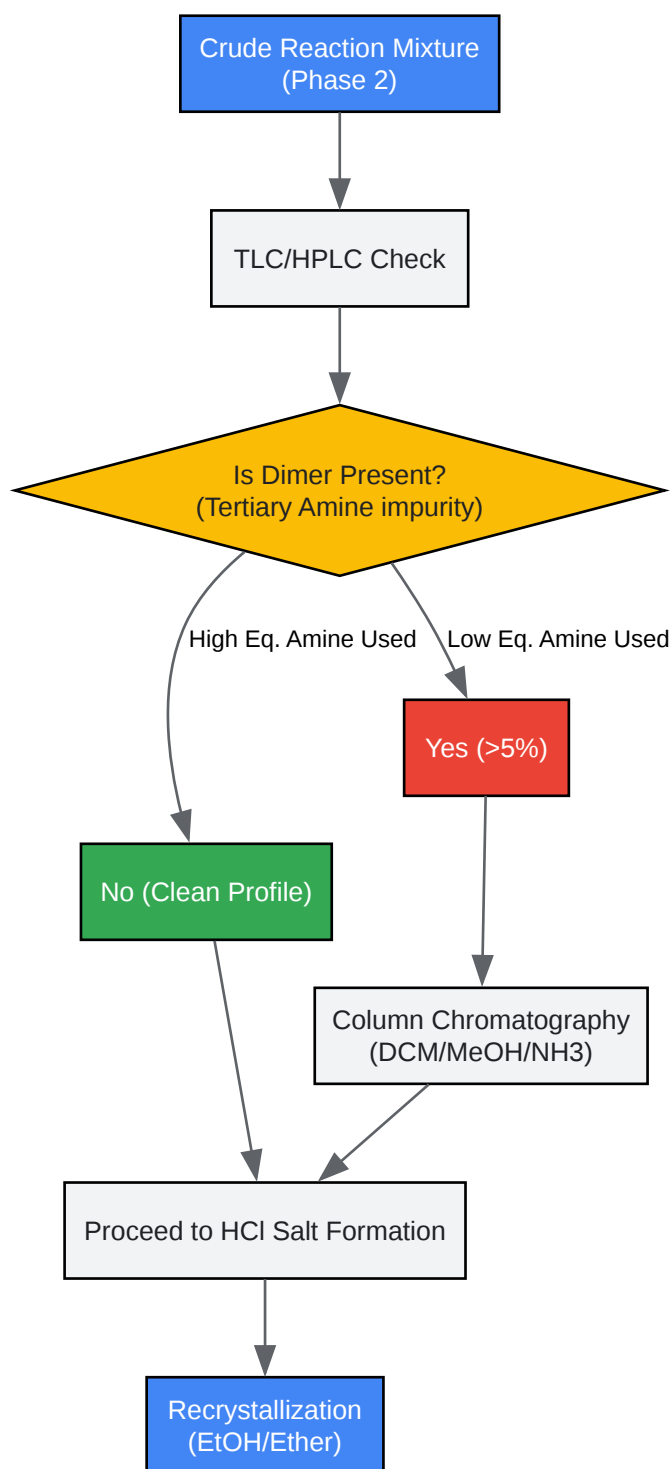 Crude Reaction Mixture
(Phase 2)
TLC/HPLC Check
Is Dimer Present?
(Tertiary Amine impurity)
High Eq. Amine Used
Low Eq. Amine Used
Yes (>5%)
No (Clean Profile)
Column Chromatography
(DCM/MeOH/NH3)
Proceed to HCl Salt Formation
Recrystallization
(EtOH/Ether)